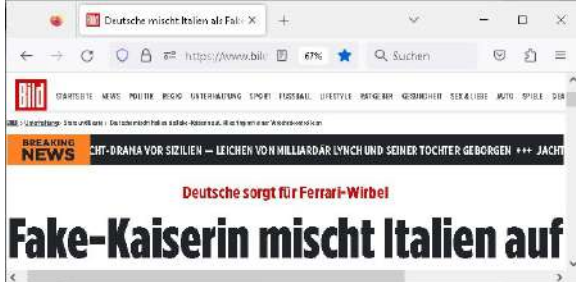 Deutsche mischt Italien als Fak
https://www.bil 67% Suchen
Bild STARTSEITE NEWS POLITIK REGIO UNTERHALTUNG SPORT FUSSBALL LIFESTYLE RATGEBER GESUNDHEIT SEX & LIEBE AUTO SPIELE
BREAKING
NEWS CHT-DRAMA VOR SIZILIEN — LEICHEN VON MILLIARDÄR LYNCH UND SEINER TOCHTER GEBORGEN +++ JACHT
Deutsche sorgt für Ferrari-Wirbel
Fake-Kaiserin mischt Italien auf